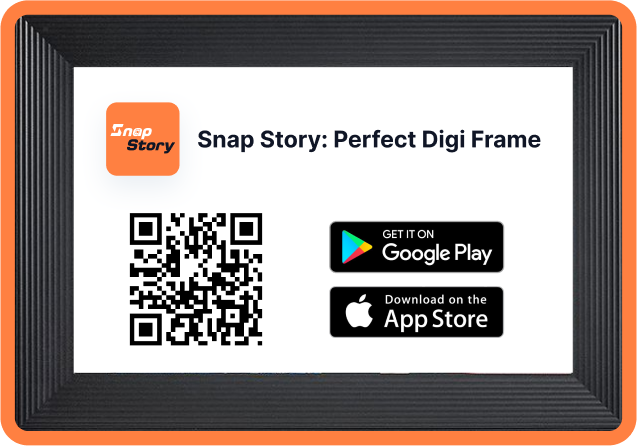 Snap
Story
Snap Story: Perfect Digi Frame
GET IT ON
Google Play
Download on the
App Store